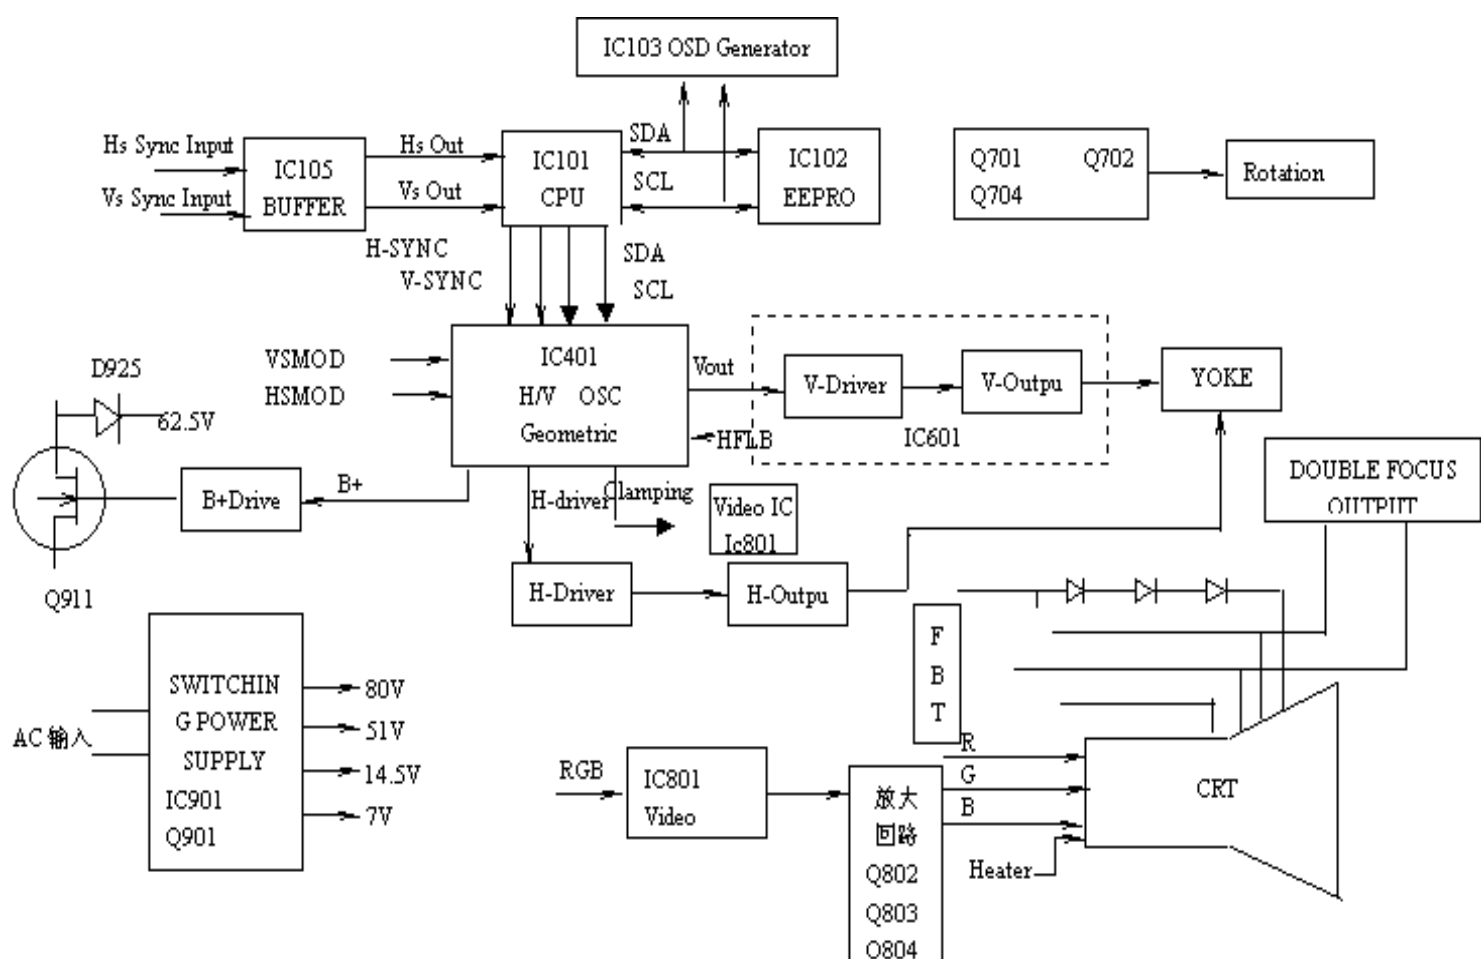 IC103 OSD Generator
Hs Sync Input
Vs Sync Input
IC105
BUFFER
Hs Out
Vs Out
IC101
CPU
SDA
SCL
IC102
EEPRO
Q701 Q702
Q704
Rotation
H-SYNC
V-SYNC
SDA
SCL
D925
62.5V
VSMOD
HSMOD
IC401
H/V OSC
Geometric
Vout
V-Driver
V-Outpu
IC601
YOKE
HFLB
DOUBLE FOCUS
OUTPUT
B+Drive
B+
H-driver
Clamping
Video IC
Ic801
Q911
H-Driver
H-Outpu
F
B
T
SWITCHIN
G POWER
SUPPLY
IC901
Q901
AC 输入
80V
51V
14.5V
7V
RGB
IC801
Video
放大
回路
Q802
Q803
Q804
R
G
B
Heater
CRT